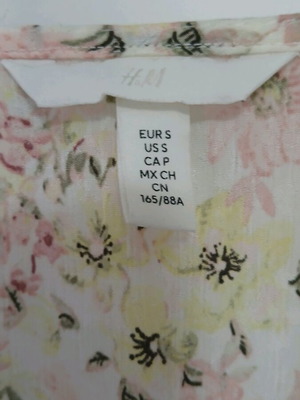 H&M
EUR S
US S
CA P
MX CH
CN
165/88A